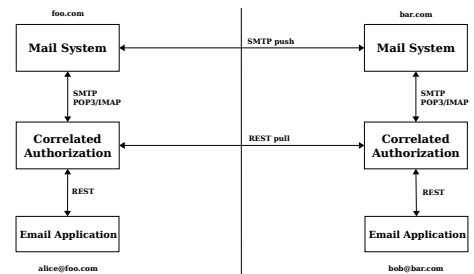 foo.com
bar.com
Mail System
SMTP push
Mail System
SMTP
POP3/IMAP
SMTP
POP3/IMAP
Correlated
Authorization
REST pull
Correlated
Authorization
REST
REST
Email Application
Email Application
alice@foo.com
bob@bar.com